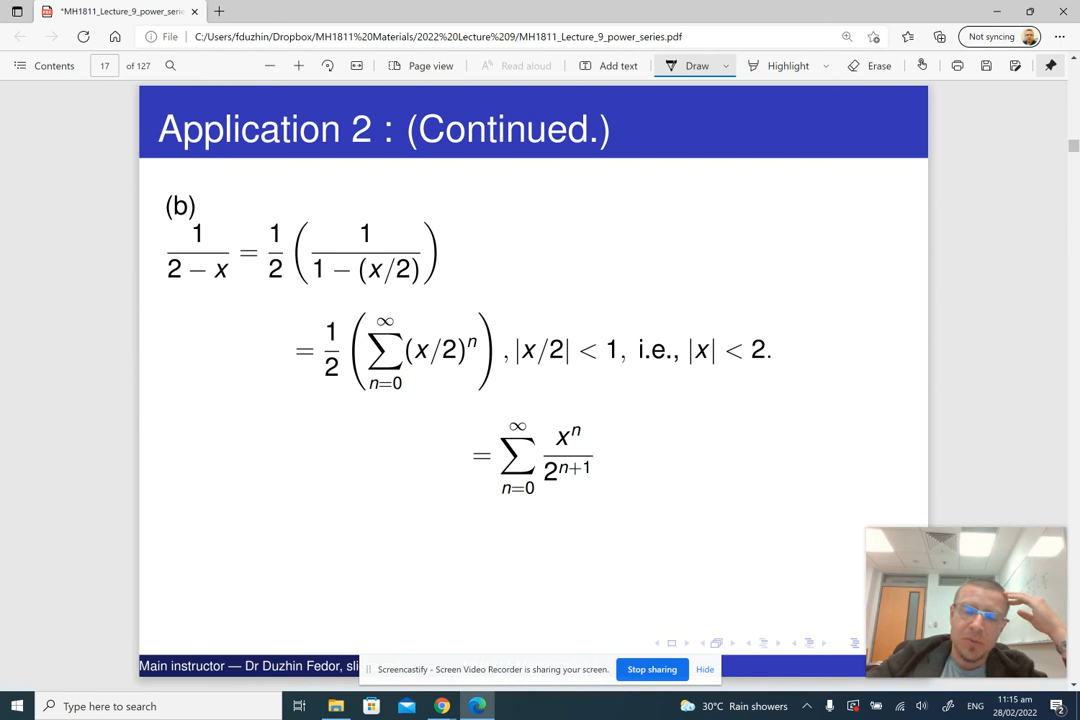 *MH1811_Lecture_9_power_serie
File
C:/Users/fduzhin/Dropbox/MH1811%20Materials/2022%20Lecture%209/MH1811_Lecture_9_power_series.pdf
Not syncing
Contents
17
of 127
Page view
Read aloud
Add text
Draw
Highlight
Erase
Application 2 : (Continued.)
(b)
1/(2 − x) = 1/2 (1/(1 − (x/2)))
= 1/2 (∑_{n=0}^{∞} (x/2)^n), |x/2| < 1, i.e., |x| < 2.
= ∑_{n=0}^{∞} x^n/2^{n+1}
Main instructor — Dr Duzhin Fedor, sli
Screencastify - Screen Video Recorder is sharing your screen.
Stop sharing
Hide
Type here to search
30°C Rain showers
ENG
11:15 am
28/02/2022
2